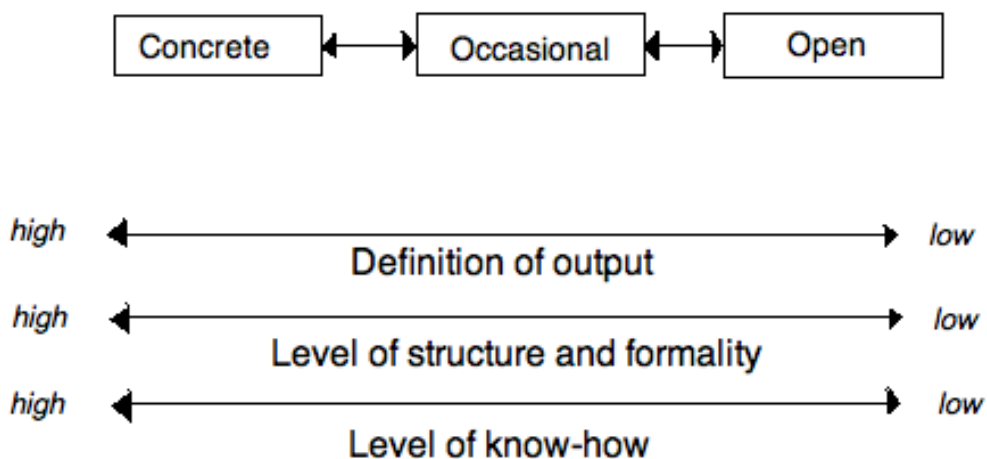 Concrete Occasional Open
high low
Definition of output
high low
Level of structure and formality
high low
Level of know-how